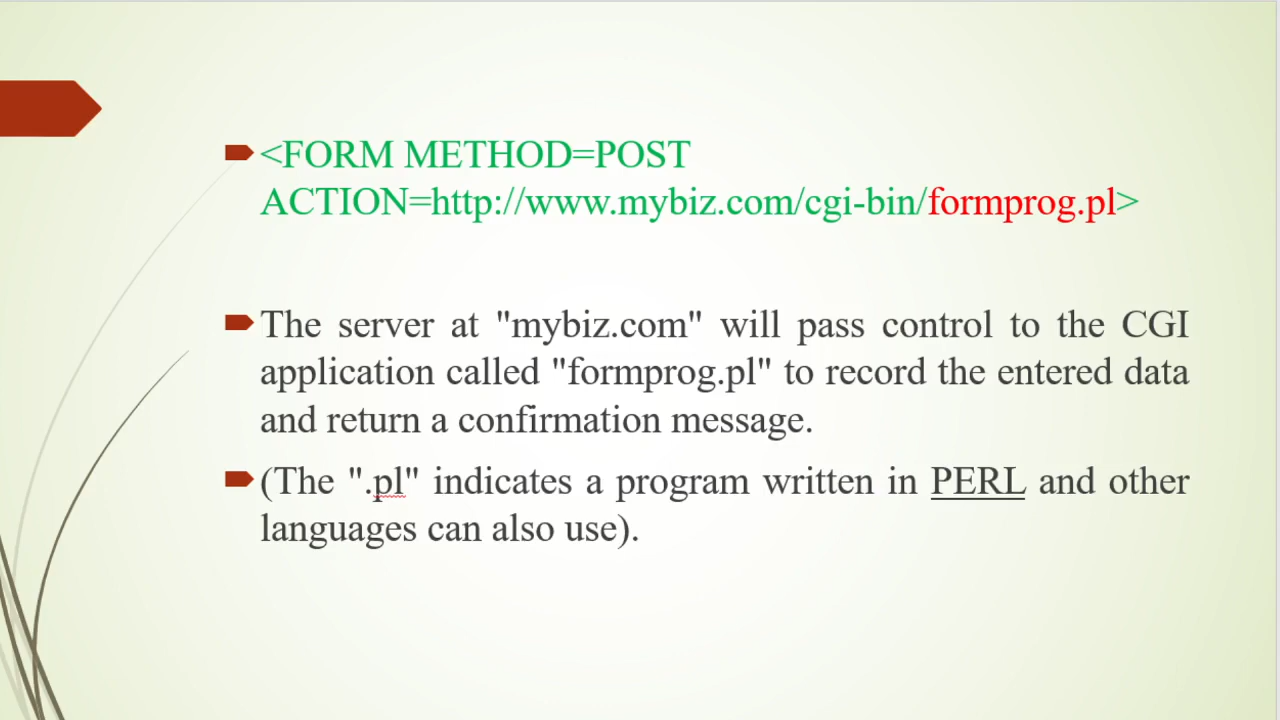 <FORM METHOD=POST
ACTION=http://www.mybiz.com/cgi-bin/formprog.pl>
The server at "mybiz.com" will pass control to the CGI
application called "formprog.pl" to record the entered data
and return a confirmation message.
(The ".pl" indicates a program written in PERL and other
languages can also use).